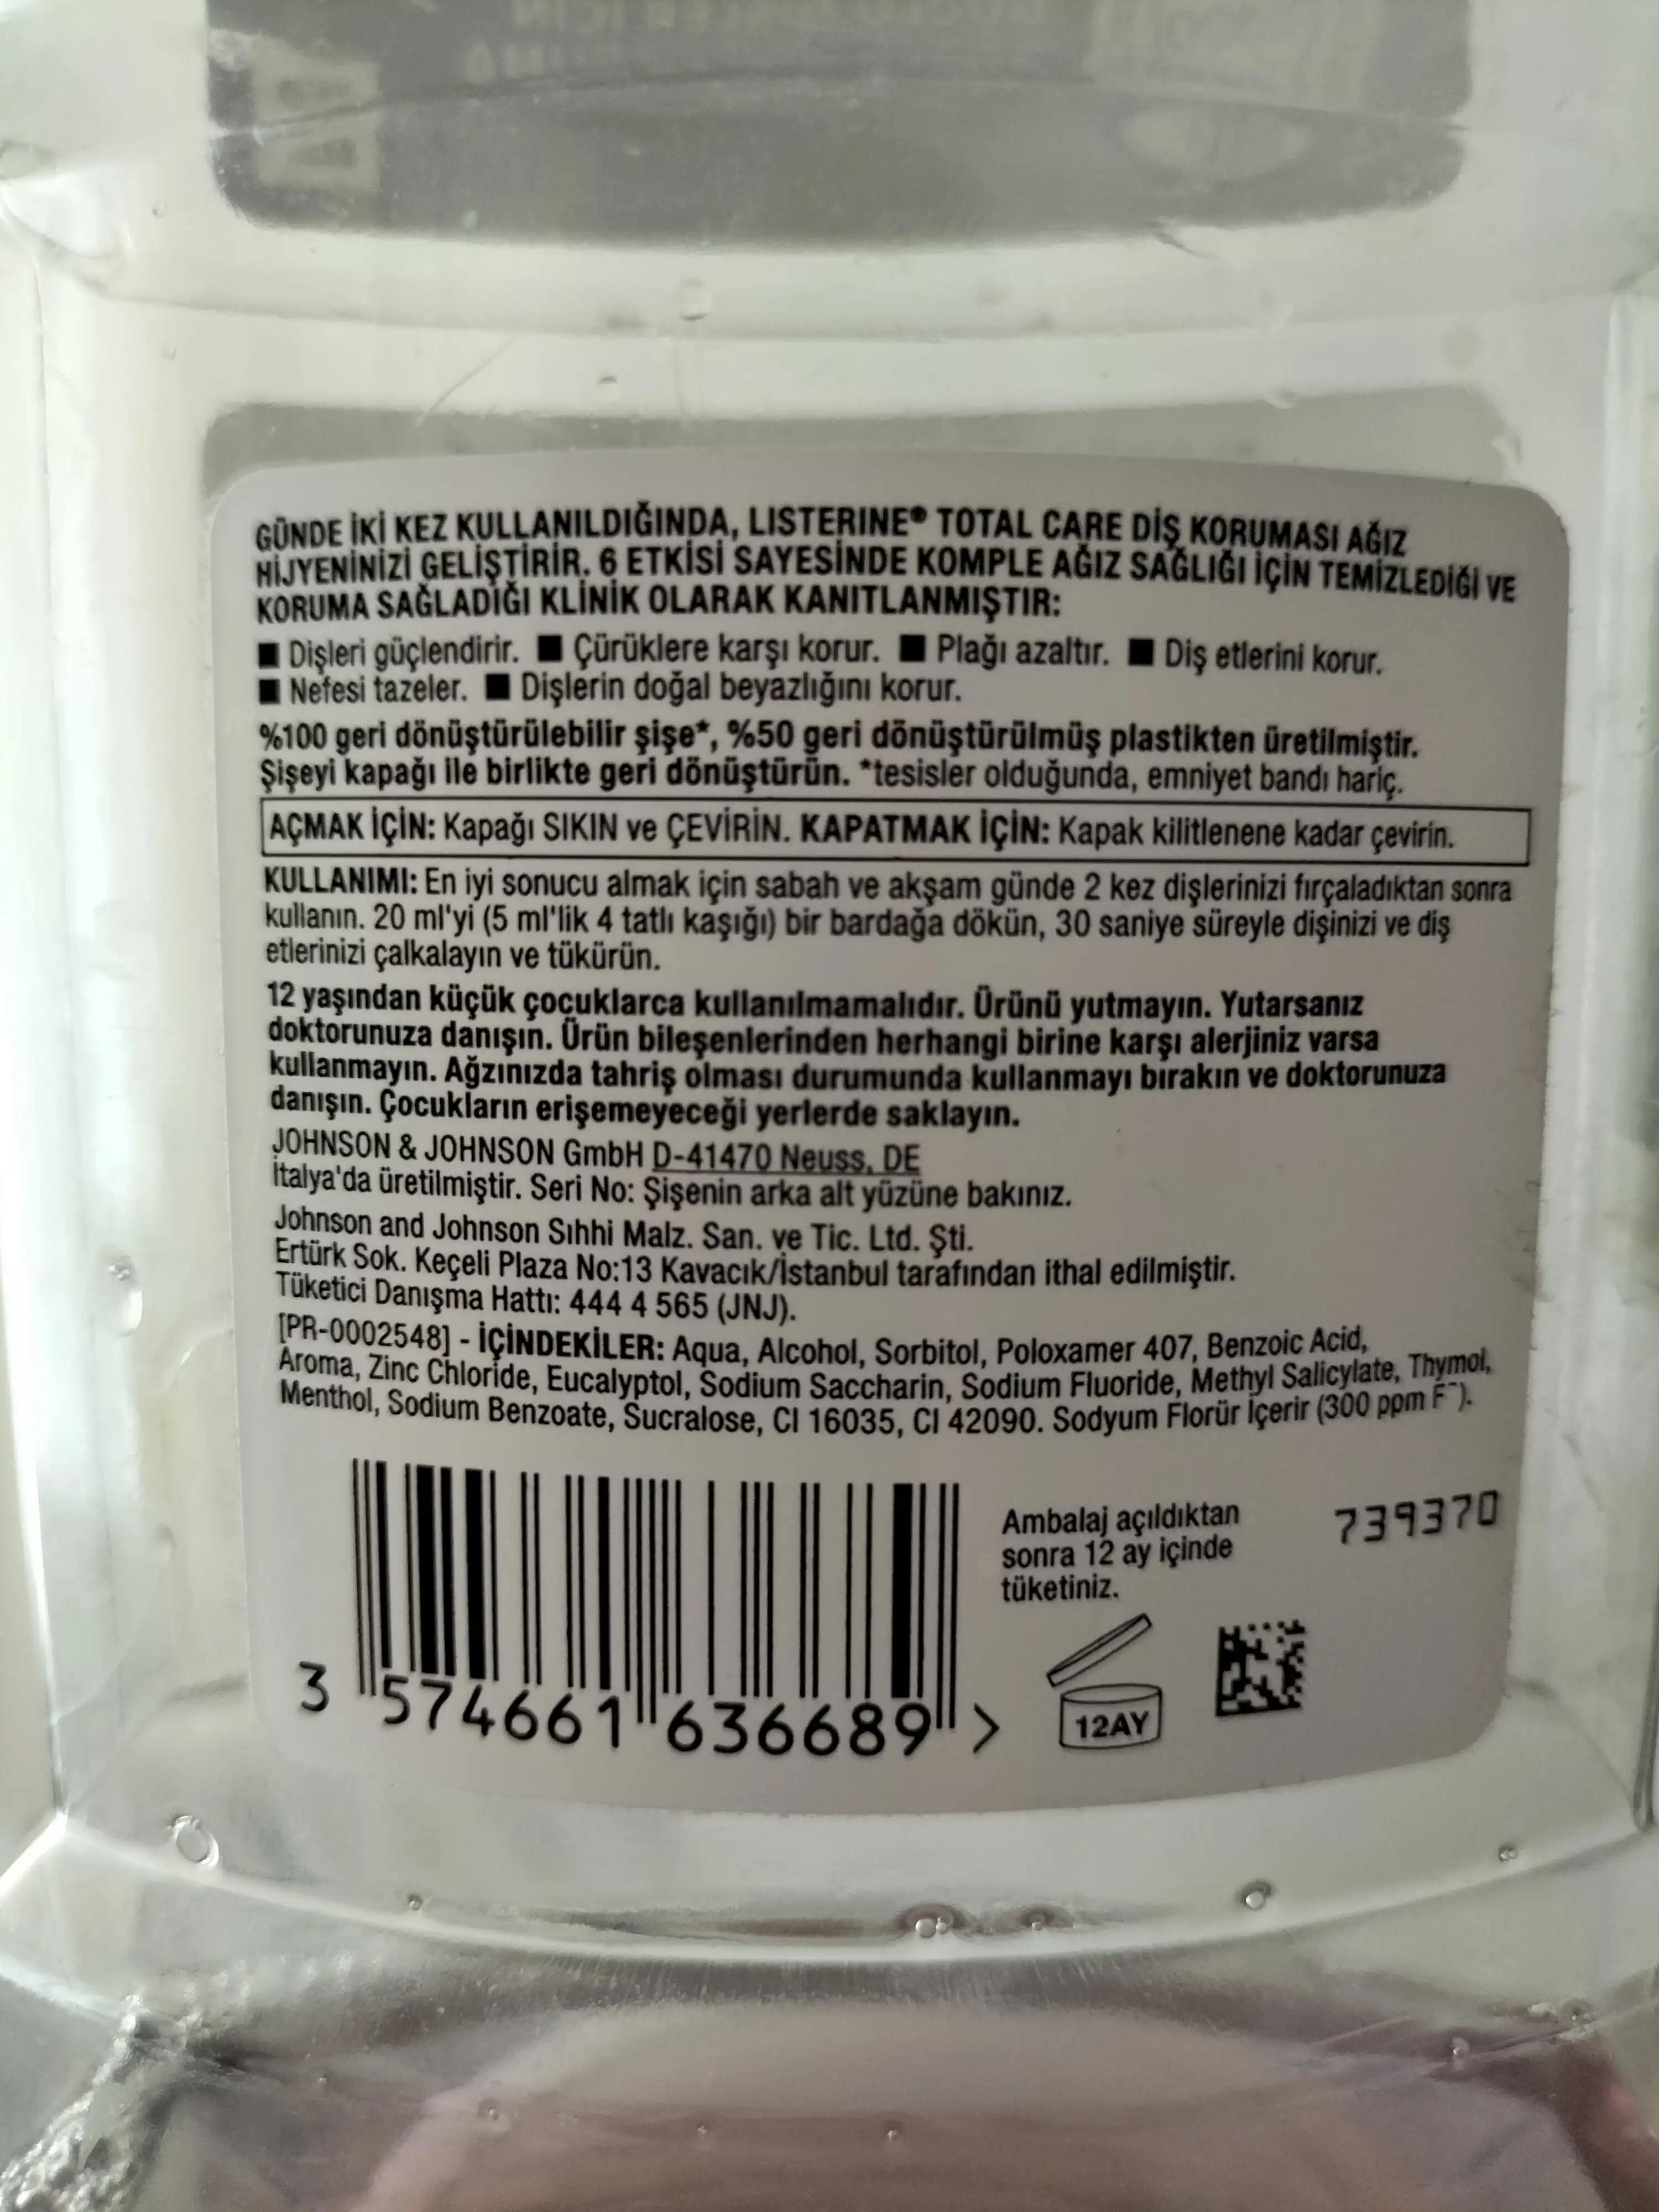 GÜNDE İKİ KEZ KULLANILDIĞINDA, LISTERINE® TOTAL CARE DİŞ KORUMASI AĞIZ
HİJYENİNİZİ GELİŞTİRİR. 6 ETKİSİ SAYESİNDE KOMPLE AĞIZ SAĞLIĞI İÇİN TEMİZLEDİĞİ VE
KORUMA SAĞLADIĞI KLİNİK OLARAK KANITLANMIŞTIR:
■ Dişleri güçlendirir. ■ Çürüklere karşı korur. ■ Plağı azaltır. ■ Diş etlerini korur.
■ Nefesi tazeler. ■ Dişlerin doğal beyazlığını korur.
%100 geri dönüştürülebilir şişe*, %50 geri dönüştürülmüş plastikten üretilmiştir.
Şişeyi kapağı ile birlikte geri dönüştürün. *tesisler olduğunda, emniyet bandı hariç.
AÇMAK İÇİN: Kapağı SIKIN ve ÇEVİRİN. KAPATMAK İÇİN: Kapak kilitlenene kadar çevirin.
KULLANIMI: En iyi sonucu almak için sabah ve akşam günde 2 kez dişlerinizi fırçaladıktan sonra
kullanın. 20 ml'yi (5 ml'lik 4 tatlı kaşığı) bir bardağa dökün, 30 saniye süreyle dişinizi ve diş
etlerinizi çalkalayın ve tükürün.
12 yaşından küçük çocuklarca kullanılmamalıdır. Ürünü yutmayın. Yutarsanız
doktorunuza danışın. Ürün bileşenlerinden herhangi birine karşı alerjiniz varsa
kullanmayın. Ağzınızda tahriş olması durumunda kullanmayı bırakın ve doktorunuza
danışın. Çocukların erişemeyeceği yerlerde saklayın.
JOHNSON & JOHNSON GmbH D-41470 Neuss, DE
İtalya'da üretilmiştir. Seri No: Şişenin arka alt yüzüne bakınız.
Johnson and Johnson Sıhhi Malz. San. ve Tic. Ltd. Şti.
Ertürk Sok. Keçeli Plaza No:13 Kavacık/İstanbul tarafından ithal edilmiştir.
Tüketici Danışma Hattı: 444 4 565 (JNJ).
[PR-0002548] - İÇİNDEKİLER: Aqua, Alcohol, Sorbitol, Poloxamer 407, Benzoic Acid,
Aroma, Zinc Chloride, Eucalyptol, Sodium Saccharin, Sodium Fluoride, Methyl Salicylate, Thymol,
Menthol, Sodium Benzoate, Sucralose, CI 16035, CI 42090. Sodyum Florür İçerir (300 ppm F⁻).
Ambalaj açıldıktan
sonra 12 ay içinde
tüketiniz.
739370
12AY
3 574661 636689 >